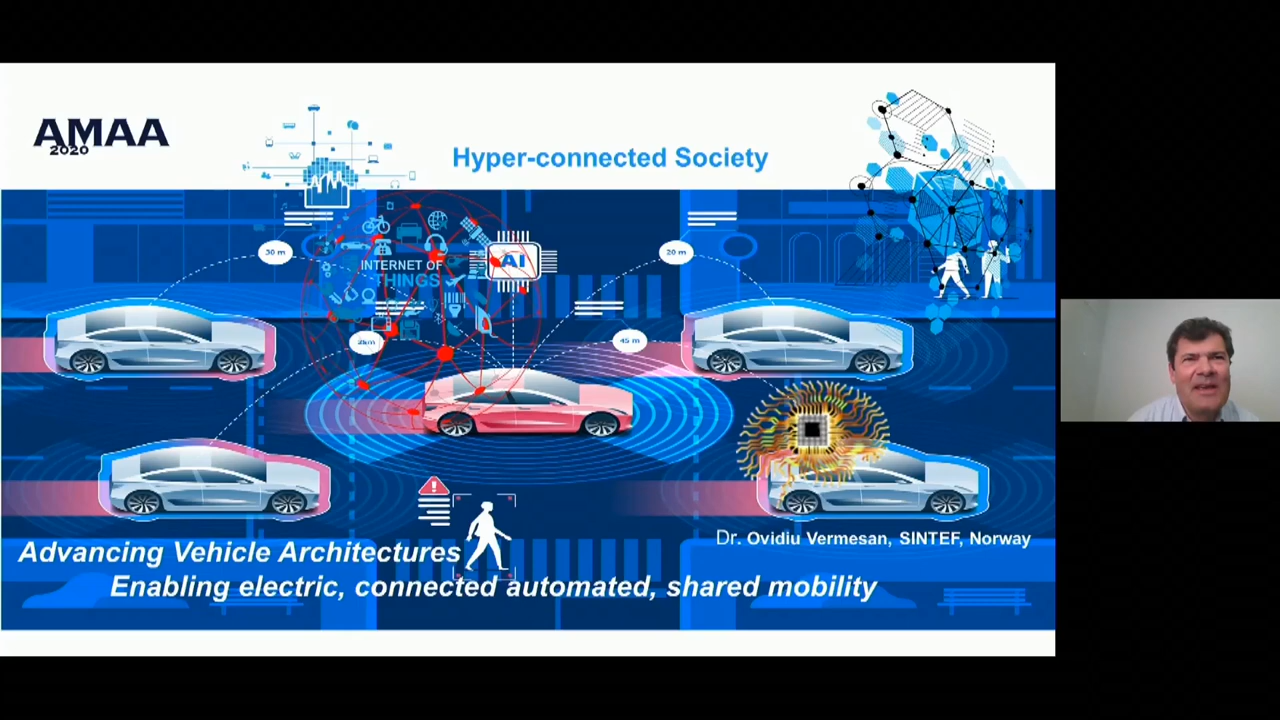 AMAA
2020
Hyper-connected Society
30 m
20 m
INTERNET OF
THINGS
AI
45 m
Dr. Ovidiu Vermesan, SINTEF, Norway
Advancing Vehicle Architectures
Enabling electric, connected automated, shared mobility